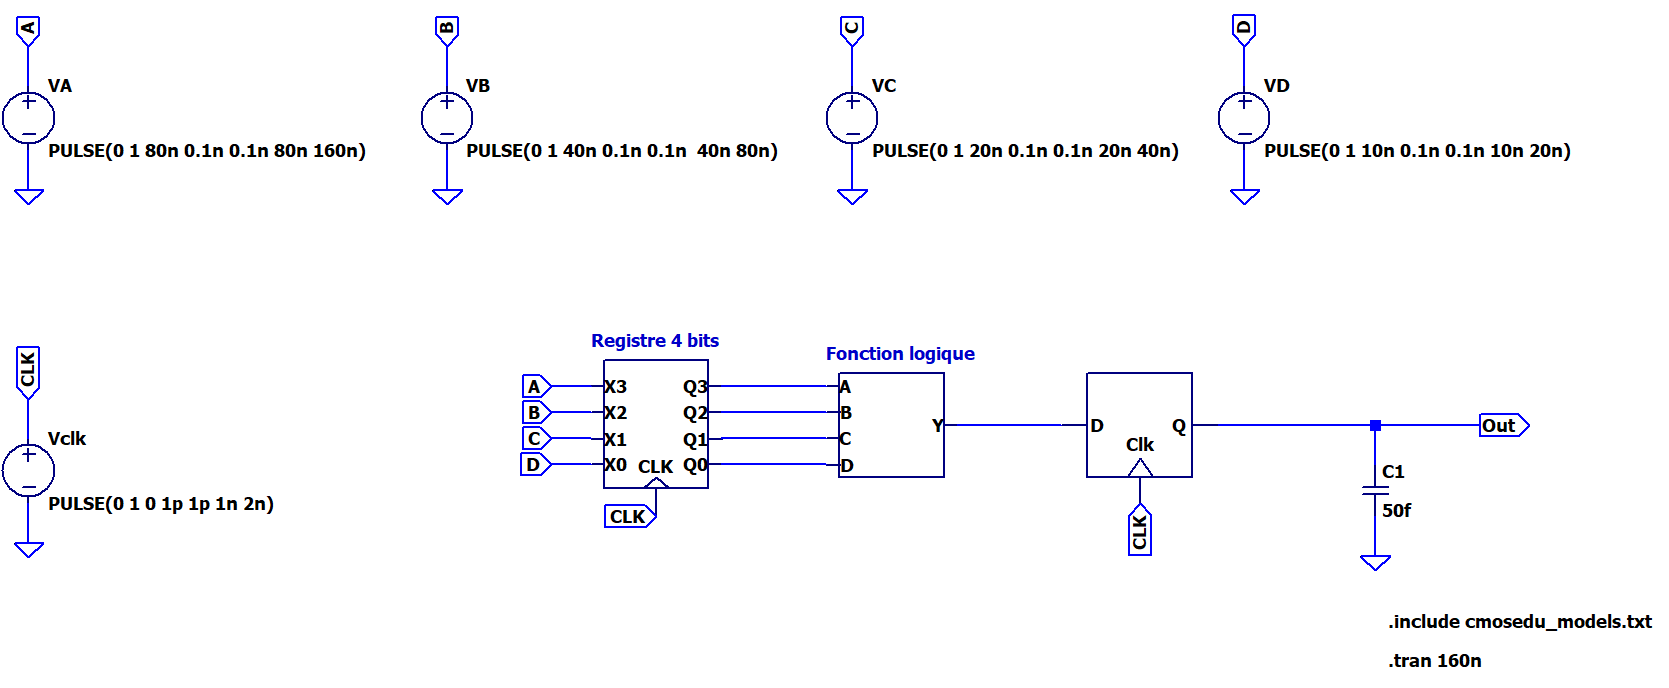 A
B
C
D
VA
VB
VC
VD
PULSE(0 1 80n 0.1n 0.1n 80n 160n)
PULSE(0 1 40n 0.1n 0.1n  40n 80n)
PULSE(0 1 20n 0.1n 0.1n 20n 40n)
PULSE(0 1 10n 0.1n 0.1n 10n 20n)
CLK
Vclk
PULSE(0 1 0 1p 1p 1n 2n)
Registre 4 bits
A
B
C
D
X3
X2
X1
X0
Q3
Q2
Q1
Q0
CLK
CLK
Fonction logique
A
B
C
D
Y
D
Q
Clk
CLK
Out
C1
50f
.include cmosedu_models.txt
.tran 160n